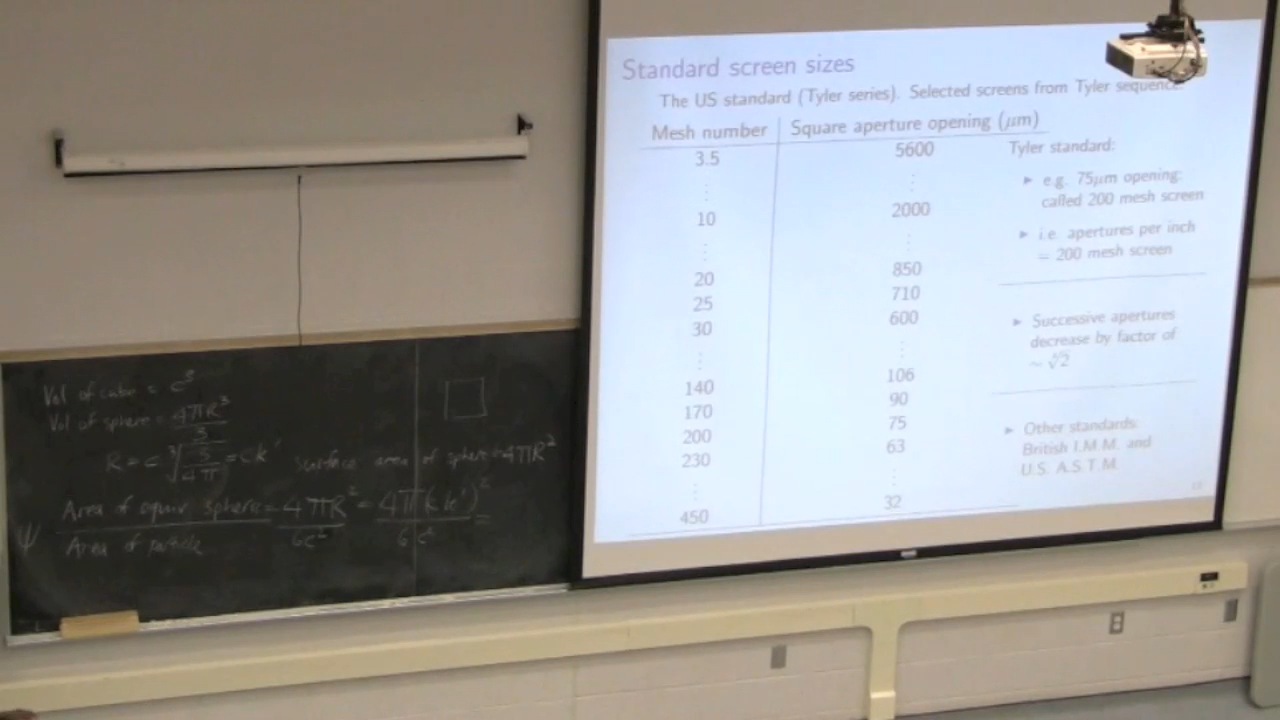 Vol of cube = c³
Vol of sphere = 4πR³
3
R = c ∛ 3 = ck'
4π
surface area of sphere = 4πR²
Ψ Area of equiv sphere = 4πR² = 4π(k k')² =
Area of particle 6c² 6c²
Standard screen sizes
The US standard (Tyler series). Selected screens from Tyler sequence.
Mesh number Square aperture opening (μm)
3.5 5600
⋮ ⋮
10 2000
⋮ ⋮
20 850
25 710
30 600
⋮ ⋮
140 106
170 90
200 75
230 63
⋮ ⋮
450 32
Tyler standard:
▶ e.g. 75μm opening:
called 200 mesh screen
▶ i.e. apertures per inch
= 200 mesh screen
▶ Successive apertures
decrease by factor of
▶ Other standards:
British I.M.M. and
U.S. A.S.T.M.